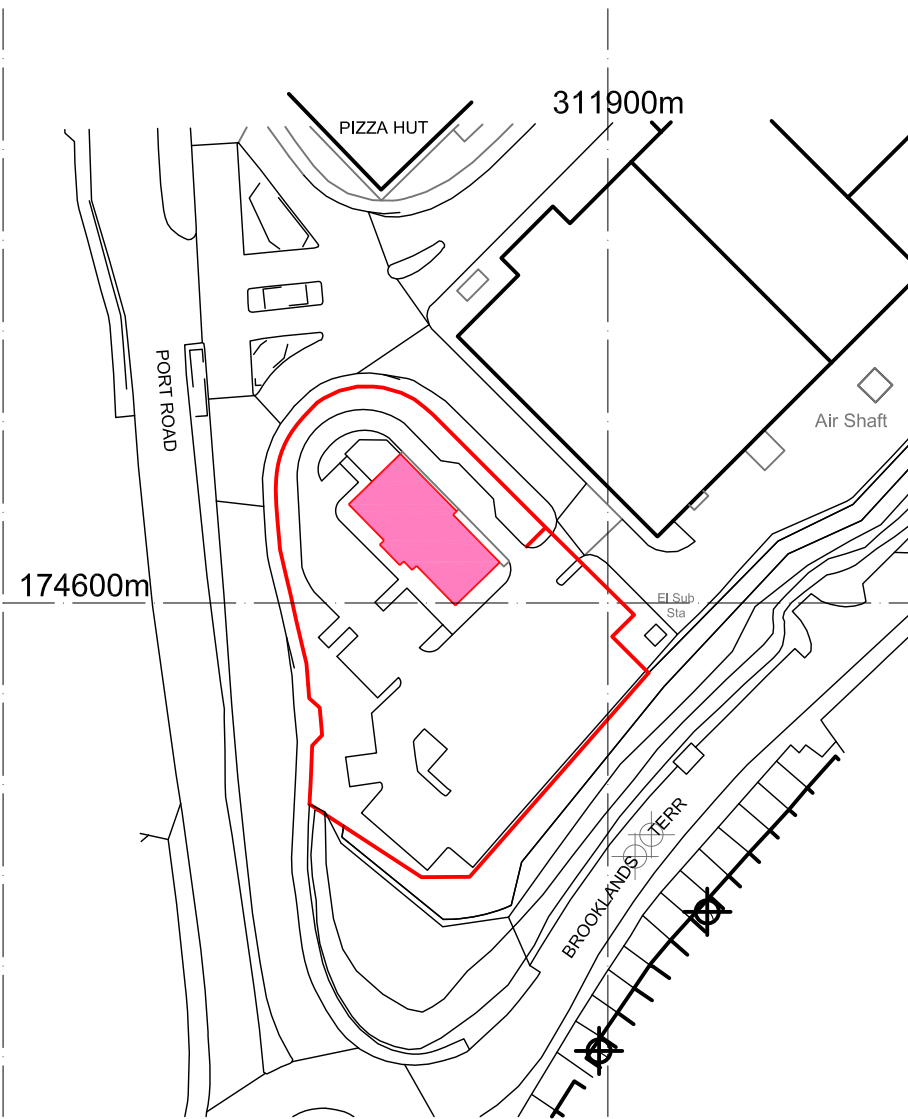 311900m
PIZZA HUT
PORT ROAD
Air Shaft
174600m
El Sub
Sta
BROOKLANDS TERR